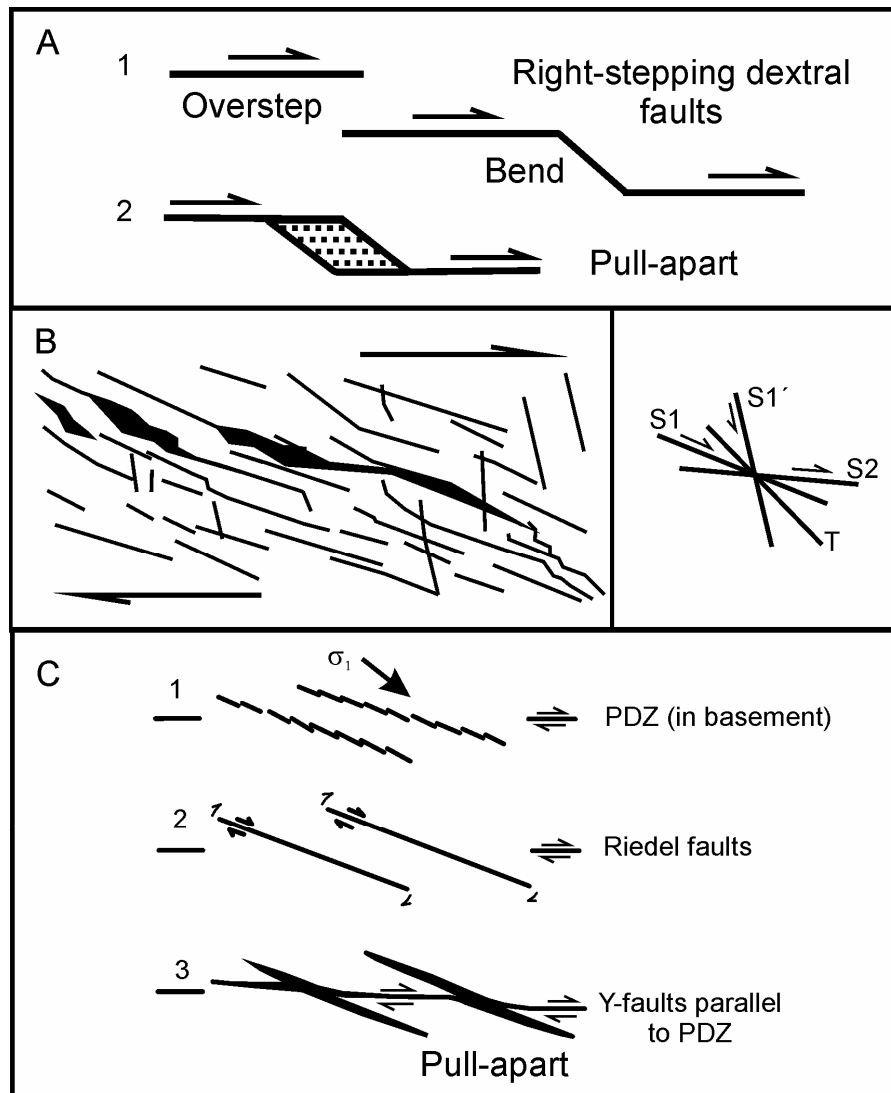 A
1
Overstep
Right-stepping dextral
faults
Bend
2
Pull-apart
B
S1
S1´
S2
T
C
σ1
1
PDZ (in basement)
2
Riedel faults
3
Y-faults parallel
to PDZ
Pull-apart